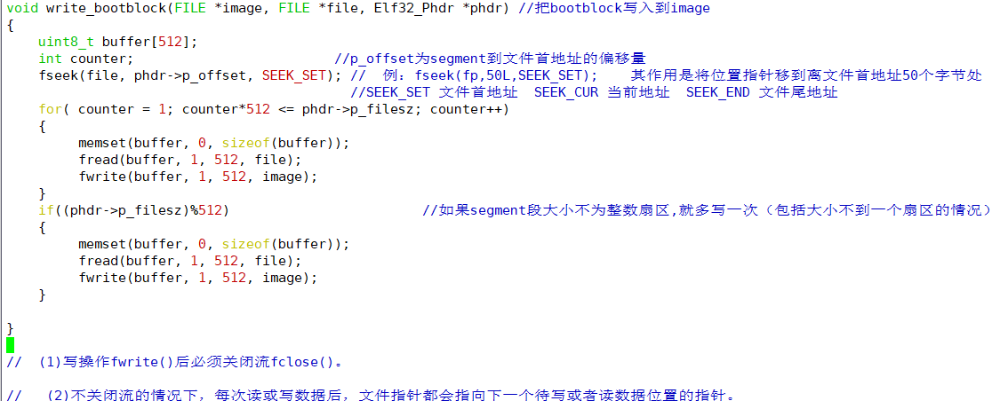 void write_bootblock(FILE *image, FILE *file, Elf32_Phdr *phdr) //把bootblock写入到image
{
    uint8_t buffer[512];
    int counter;                         //p_offset为segment到文件首地址的偏移量
    fseek(file, phdr->p_offset, SEEK_SET); //  例：fseek(fp,50L,SEEK_SET);    其作用是将位置指针移到离文件首地址50个字节处
                                           //SEEK_SET 文件首地址  SEEK_CUR 当前地址  SEEK_END 文件尾地址
    for( counter = 1; counter*512 <= phdr->p_filesz; counter++)
    {
         memset(buffer, 0, sizeof(buffer));
         fread(buffer, 1, 512, file);
         fwrite(buffer, 1, 512, image);
    }
    if((phdr->p_filesz)%512)                        //如果segment段大小不为整数扇区,就多写一次（包括大小不到一个扇区的情况）
    {
         memset(buffer, 0, sizeof(buffer));
         fread(buffer, 1, 512, file);
         fwrite(buffer, 1, 512, image);
    }
}
//  (1)写操作fwrite()后必须关闭流fclose()。
//   (2)不关闭流的情况下，每次读或写数据后，文件指针都会指向下一个待写或者读数据位置的指针。